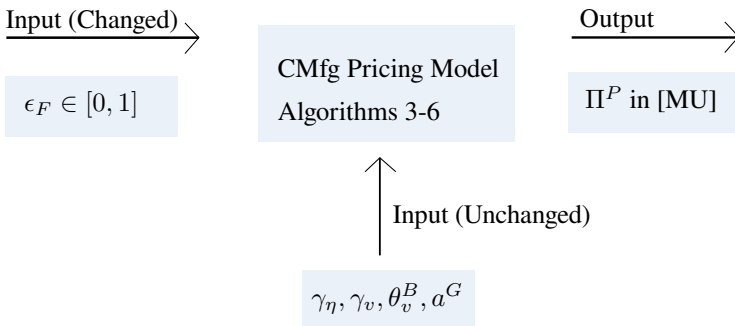 Input (Changed)
Output
CMfg Pricing Model
Algorithms 3-6
ϵ_F ∈ [0, 1]
Π^P in [MU]
Input (Unchanged)
γ_η, γ_v, θ_v^B, a^G